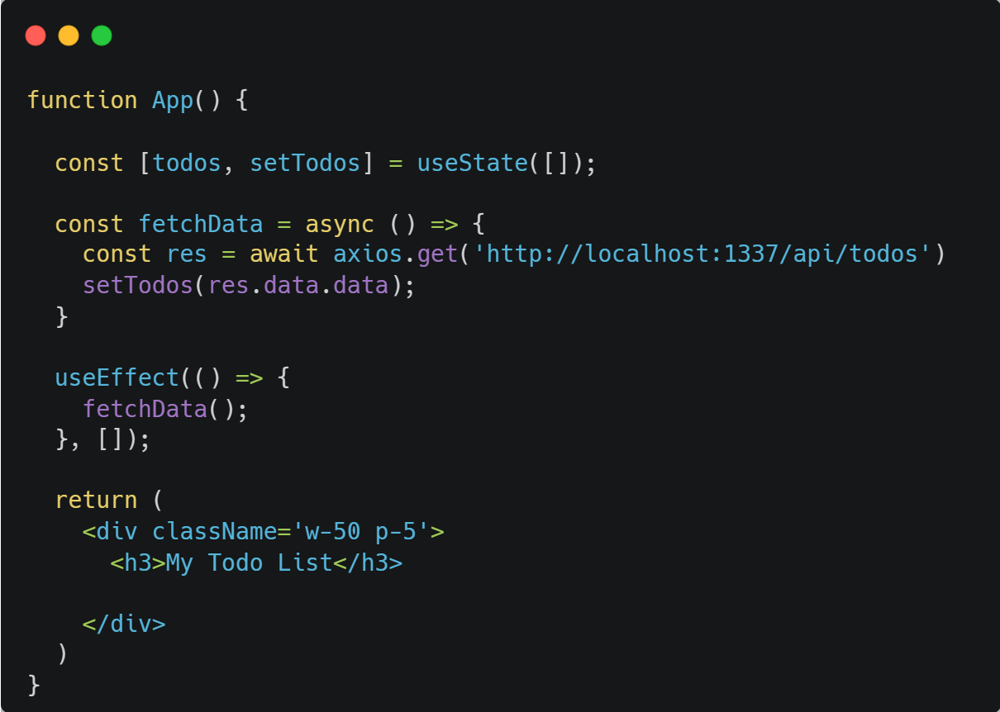 function App() {
const [todos, setTodos] = useState([]);
const fetchData = async () => {
const res = await axios.get('http://localhost:1337/api/todos')
setTodos(res.data.data);
}
useEffect(() => {
fetchData();
}, []);
return (
<div className='w-50 p-5'>
<h3>My Todo List</h3>
</div>
)
}